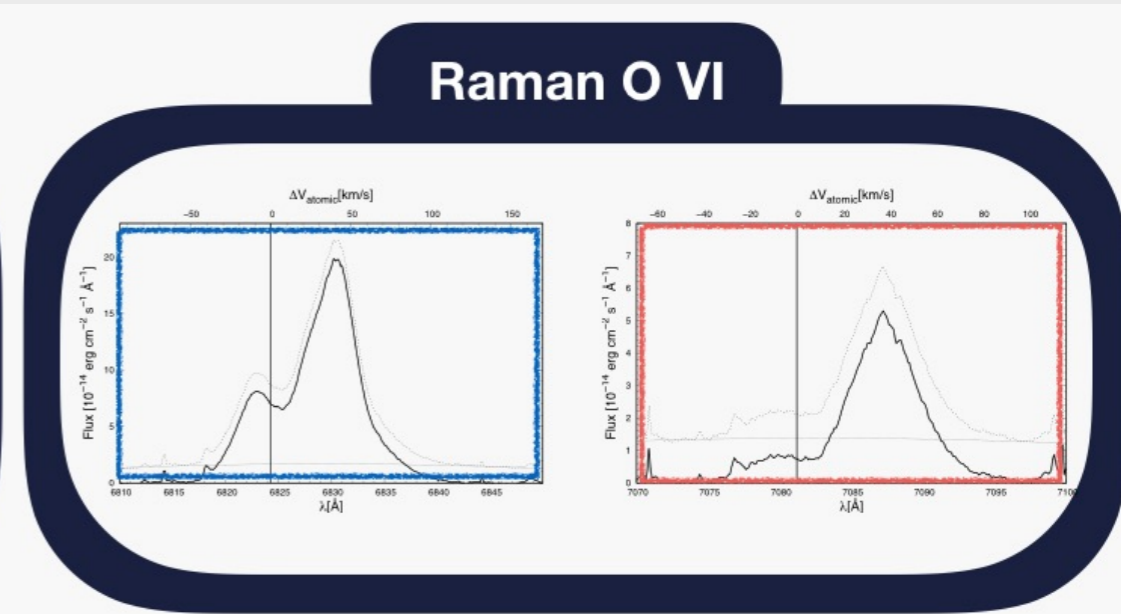 Raman O VI
ΔVatomic[km/s]
−50 0 50 100 150
20
15
10
5
0
Flux [10−14 erg cm−2 s−1 Å−1]
6810 6815 6820 6825 6830 6835 6840 6845
λ[Å]
ΔVatomic[km/s]
−60 −40 −20 0 20 40 60 80 100
8
7
6
5
4
3
2
1
0
Flux [10−14 erg cm−2 s−1 Å−1]
7070 7075 7080 7085 7090 7095 7100
λ[Å]